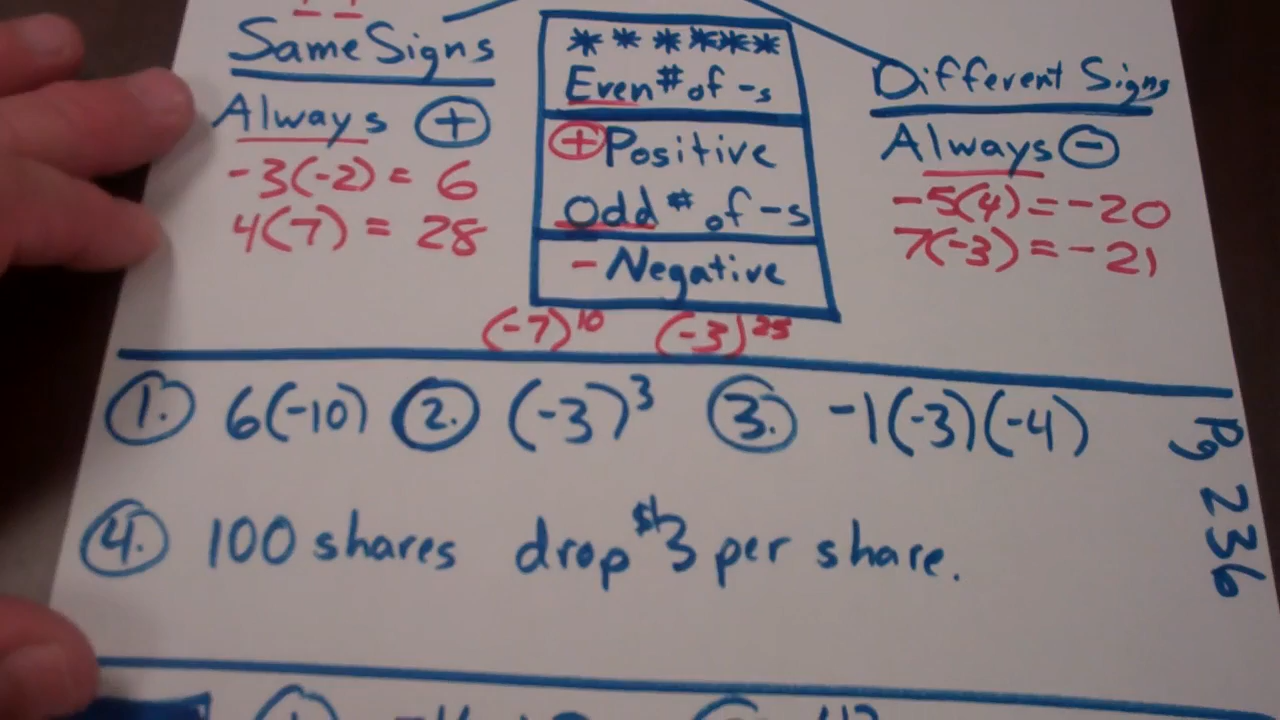 Same Signs
Always +
-3(-2) = 6
4(7) = 28
******
Even # of -s
+ Positive
Odd # of -s
- Negative
(-7)¹⁰ (-3)²⁵
Different Signs
Always -
-5(4) = -20
7(-3) = -21
1. 6(-10) 2. (-3)³ 3. -1(-3)(-4)
4. 100 shares drop $3 per share.
Pg 236